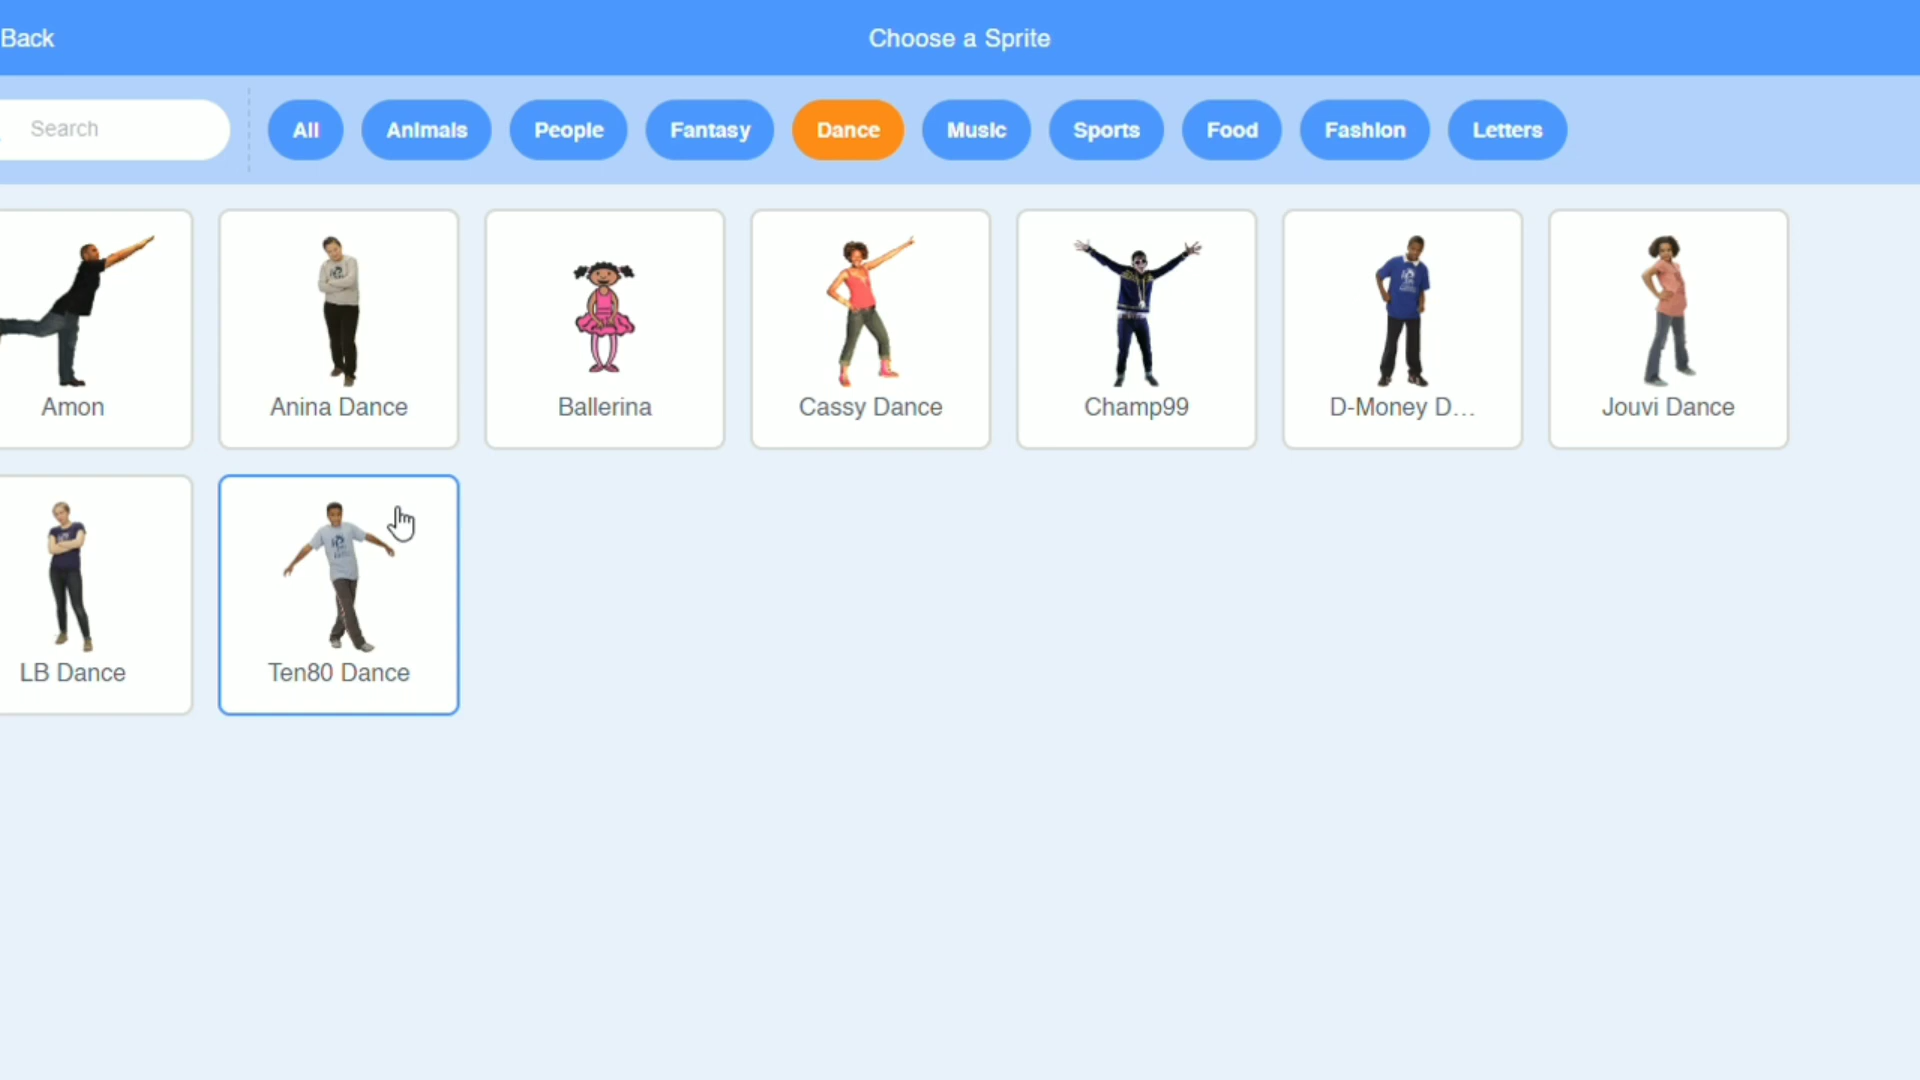 Back
Choose a Sprite
Search
All
Animals
People
Fantasy
Dance
Music
Sports
Food
Fashion
Letters
Amon
Anina Dance
Ballerina
Cassy Dance
Champ99
D-Money D...
Jouvi Dance
LB Dance
Ten80 Dance